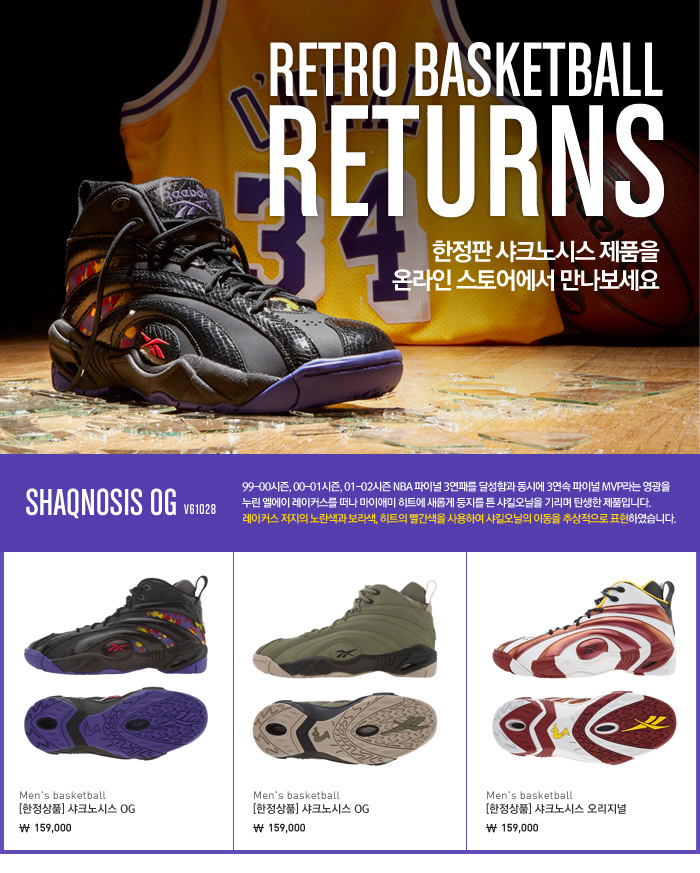 RETRO BASKETBALL
RETURNS
O'NEAL
34
Reebok
한정판 샤크노시스 제품을
온라인 스토어에서 만나보세요
SHAQNOSIS OG V61028
99-00시즌, 00-01시즌, 01-02시즌 NBA 파이널 3연패를 달성함과 동시에 3연속 파이널 MVP라는 영광을
누린 엘에이 레이커스를 떠나 마이애미 히트에 새롭게 둥지를 튼 샤킬오닐을 기리며 탄생한 제품입니다.
레이커스 저지의 노란색과 보라색, 히트의 빨간색을 사용하여 샤킬오닐의 이동을 추상적으로 표현하였습니다.
Men's basketball
[한정상품] 샤크노시스 OG
₩ 159,000
Men's basketball
[한정상품] 샤크노시스 OG
₩ 159,000
Men's basketball
[한정상품] 샤크노시스 오리지널
₩ 159,000